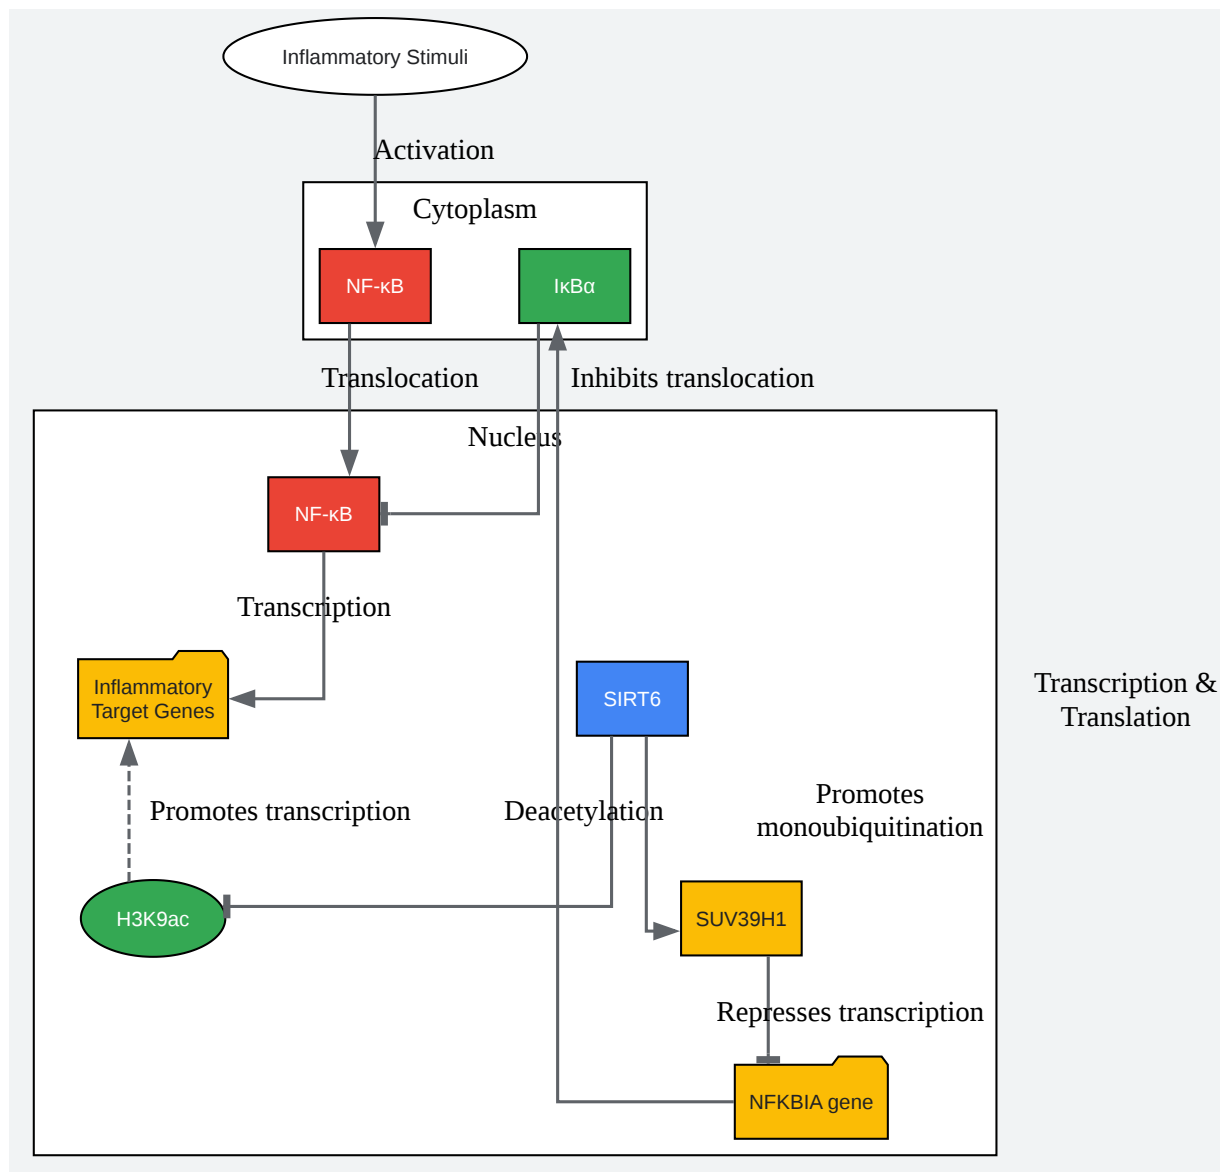 Inflammatory Stimuli
Activation
Cytoplasm
NF-κB
IκBα
Translocation
Inhibits translocation
Nucleus
NF-κB
Transcription
Inflammatory
Target Genes
SIRT6
Transcription &
Translation
Promotes transcription
Deacetylation
Promotes
monoubiquitination
H3K9ac
SUV39H1
Represses transcription
NFKBIA gene